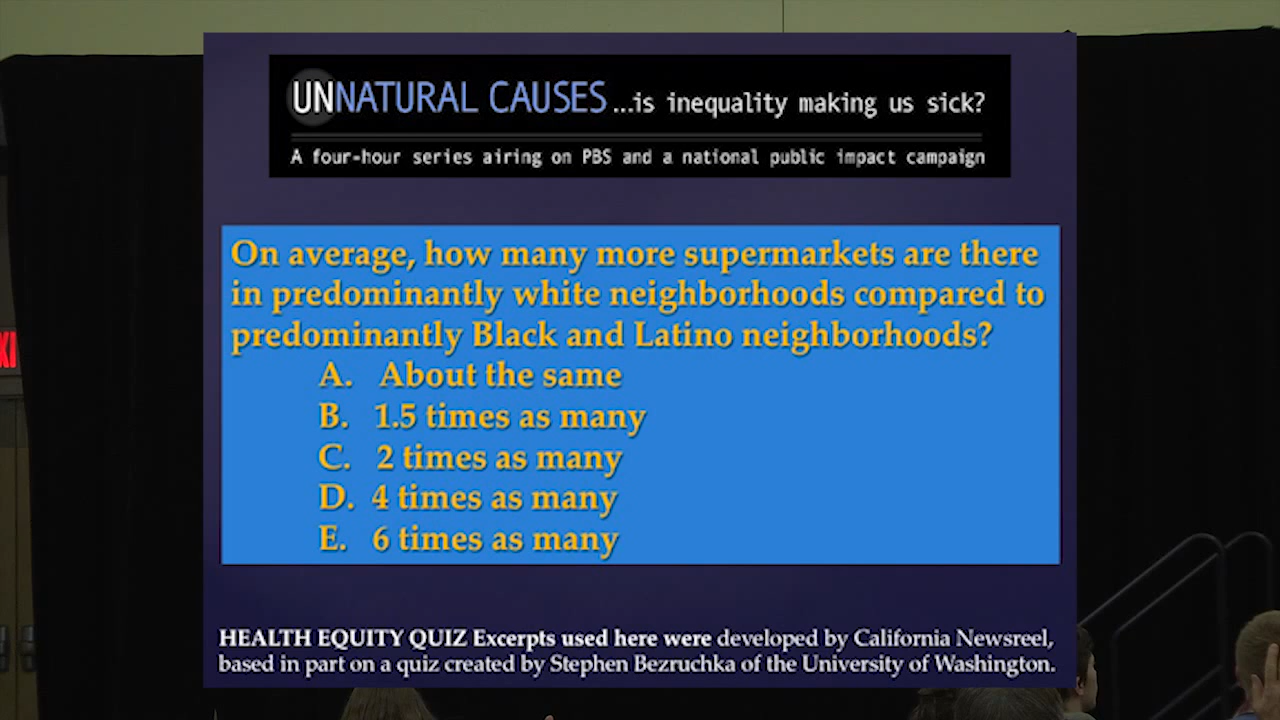 UNNATURAL CAUSES ...is inequality making us sick?
A four-hour series airing on PBS and a national public impact campaign
On average, how many more supermarkets are there
in predominantly white neighborhoods compared to
predominantly Black and Latino neighborhoods?
A. About the same
B. 1.5 times as many
C. 2 times as many
D. 4 times as many
E. 6 times as many
XI
HEALTH EQUITY QUIZ Excerpts used here were developed by California Newsreel,
based in part on a quiz created by Stephen Bezruchka of the University of Washington.